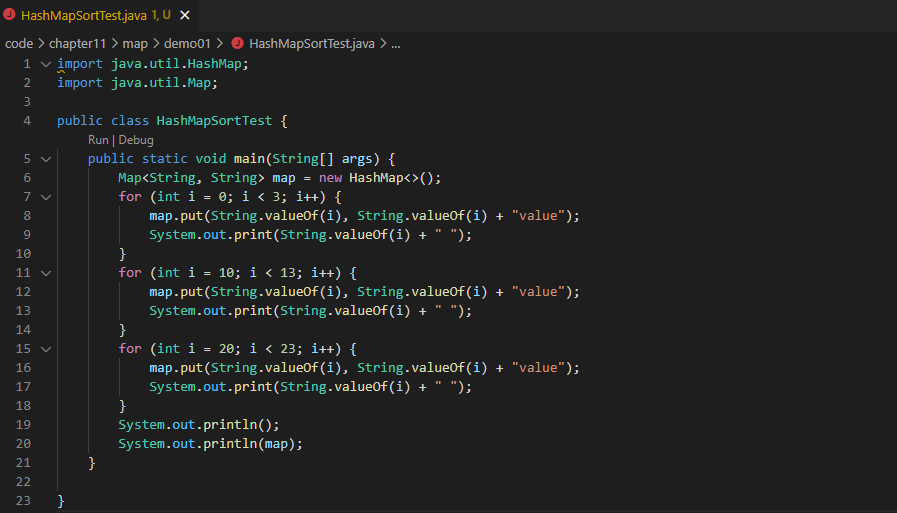 HashMapSortTest.java 1, U
code > chapter11 > map > demo01 > HashMapSortTest.java > ...
1 import java.util.HashMap;
2 import java.util.Map;
3
4 public class HashMapSortTest {
Run | Debug
5     public static void main(String[] args) {
6         Map<String, String> map = new HashMap<>();
7         for (int i = 0; i < 3; i++) {
8             map.put(String.valueOf(i), String.valueOf(i) + "value");
9             System.out.print(String.valueOf(i) + " ");
10         }
11         for (int i = 10; i < 13; i++) {
12             map.put(String.valueOf(i), String.valueOf(i) + "value");
13             System.out.print(String.valueOf(i) + " ");
14         }
15         for (int i = 20; i < 23; i++) {
16             map.put(String.valueOf(i), String.valueOf(i) + "value");
17             System.out.print(String.valueOf(i) + " ");
18         }
19         System.out.println();
20         System.out.println(map);
21     }
22
23 }